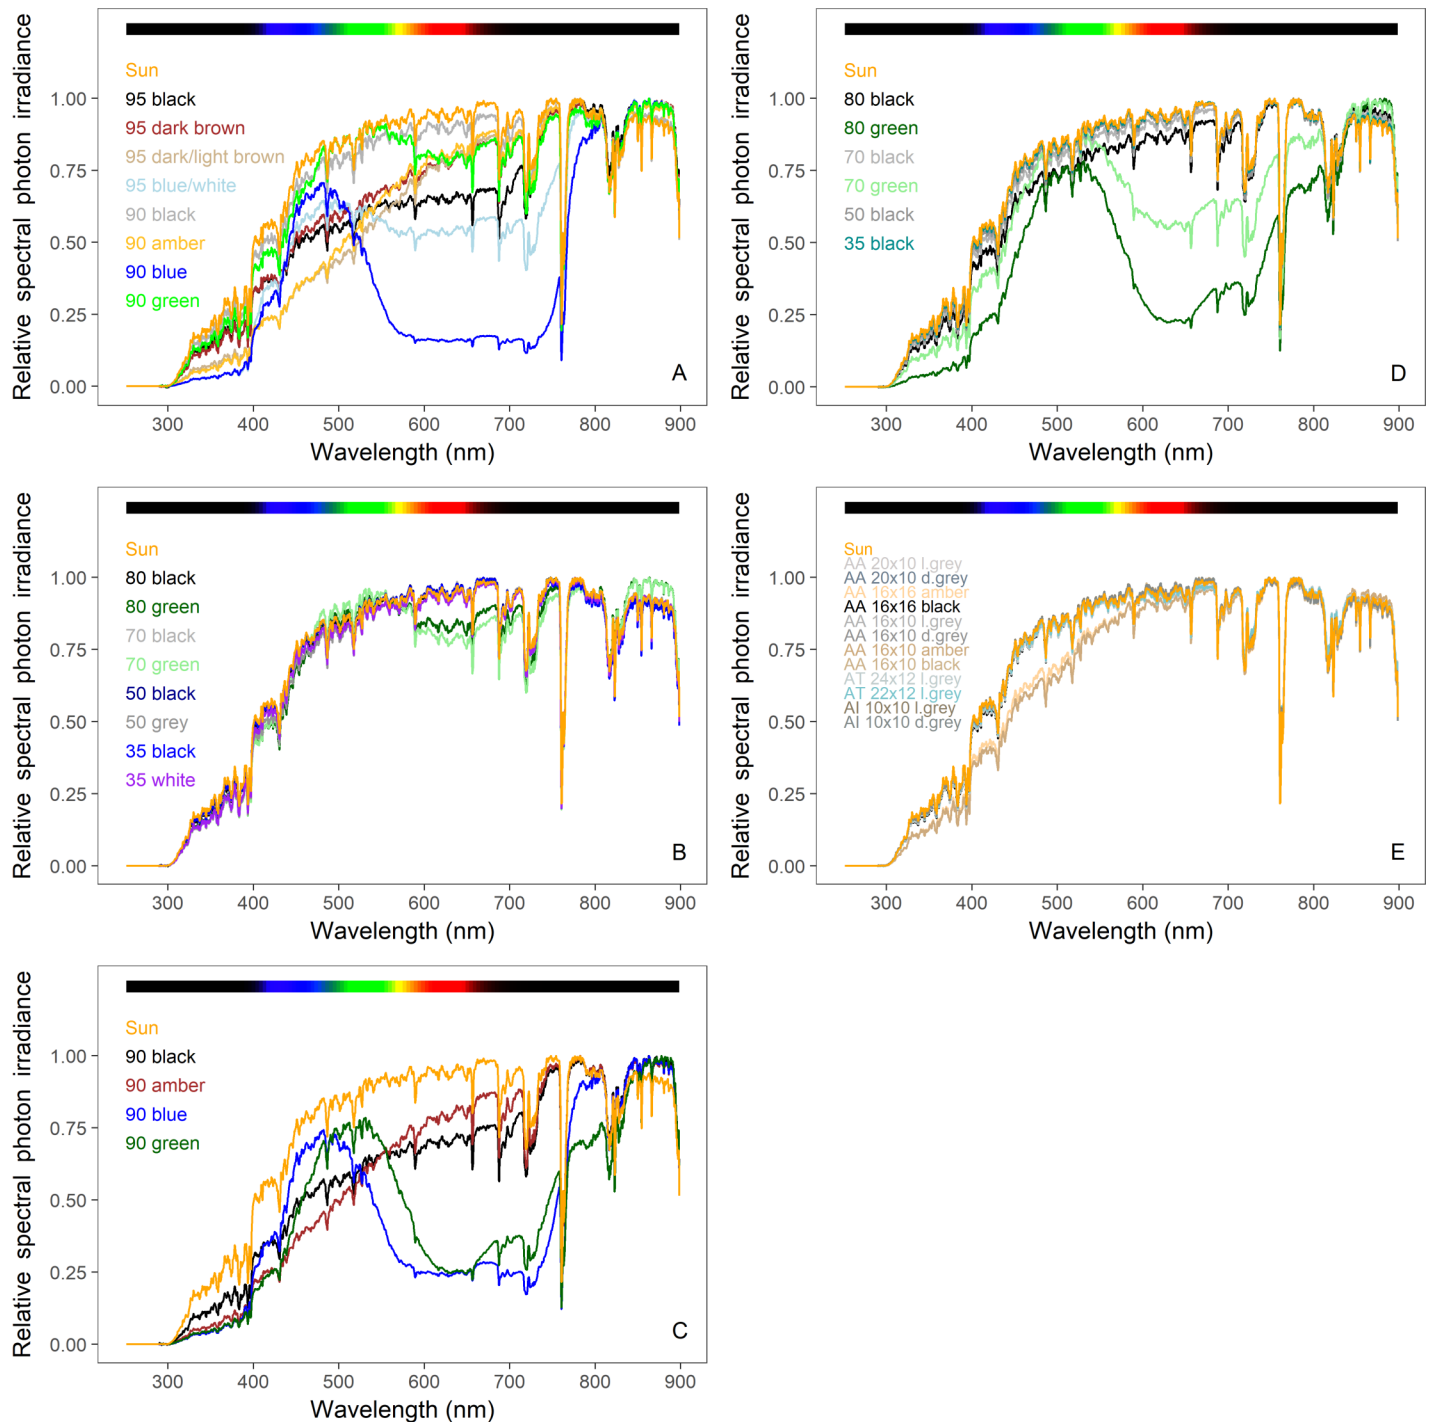 Relative spectral photon irradiance
1.00
0.75
0.50
0.25
0.00
Sun
95 black
95 dark brown
95 dark/light brown
95 blue/white
90 black
90 amber
90 blue
90 green
A
300 400 500 600 700 800 900
Wavelength (nm)
Relative spectral photon irradiance
1.00
0.75
0.50
0.25
0.00
Sun
80 black
80 green
70 black
70 green
50 black
35 black
D
300 400 500 600 700 800 900
Wavelength (nm)
Relative spectral photon irradiance
1.00
0.75
0.50
0.25
0.00
Sun
80 black
80 green
70 black
70 green
50 black
50 grey
35 black
35 white
B
300 400 500 600 700 800 900
Wavelength (nm)
Relative spectral photon irradiance
1.00
0.75
0.50
0.25
0.00
Sun
AA 20x10 l.grey
AA 20x10 d.grey
AA 16x16 amber
AA 16x16 black
AA 16x10 l.grey
AA 16x10 d.grey
AA 16x10 amber
AA 16x10 black
AT 24x12 l.grey
AT 22x12 l.grey
AI 10x10 l.grey
AI 10x10 d.grey
E
300 400 500 600 700 800 900
Wavelength (nm)
Relative spectral photon irradiance
1.00
0.75
0.50
0.25
0.00
Sun
90 black
90 amber
90 blue
90 green
C
300 400 500 600 700 800 900
Wavelength (nm)